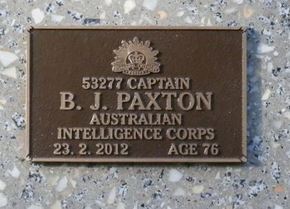 53277 CAPTAIN
B. J. PAXTON
AUSTRALIAN
INTELLIGENCE CORPS
23. 2. 2012 AGE 76